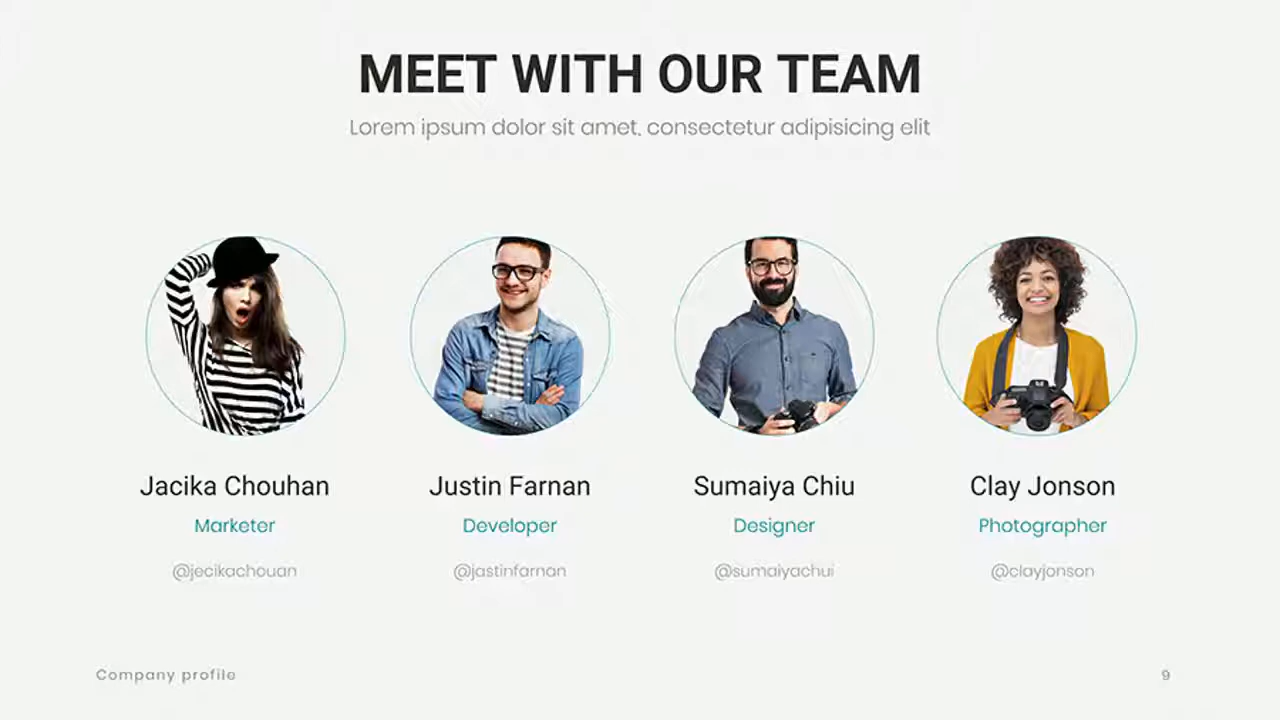 MEET WITH OUR TEAM
Lorem ipsum dolor sit amet, consectetur adipisicing elit
Jacika Chouhan
Marketer
@jecikachouan
Justin Farnan
Developer
@jastinfarnan
Sumaiya Chiu
Designer
@sumaiyachui
Clay Jonson
Photographer
@clayjonson
Company profile
9